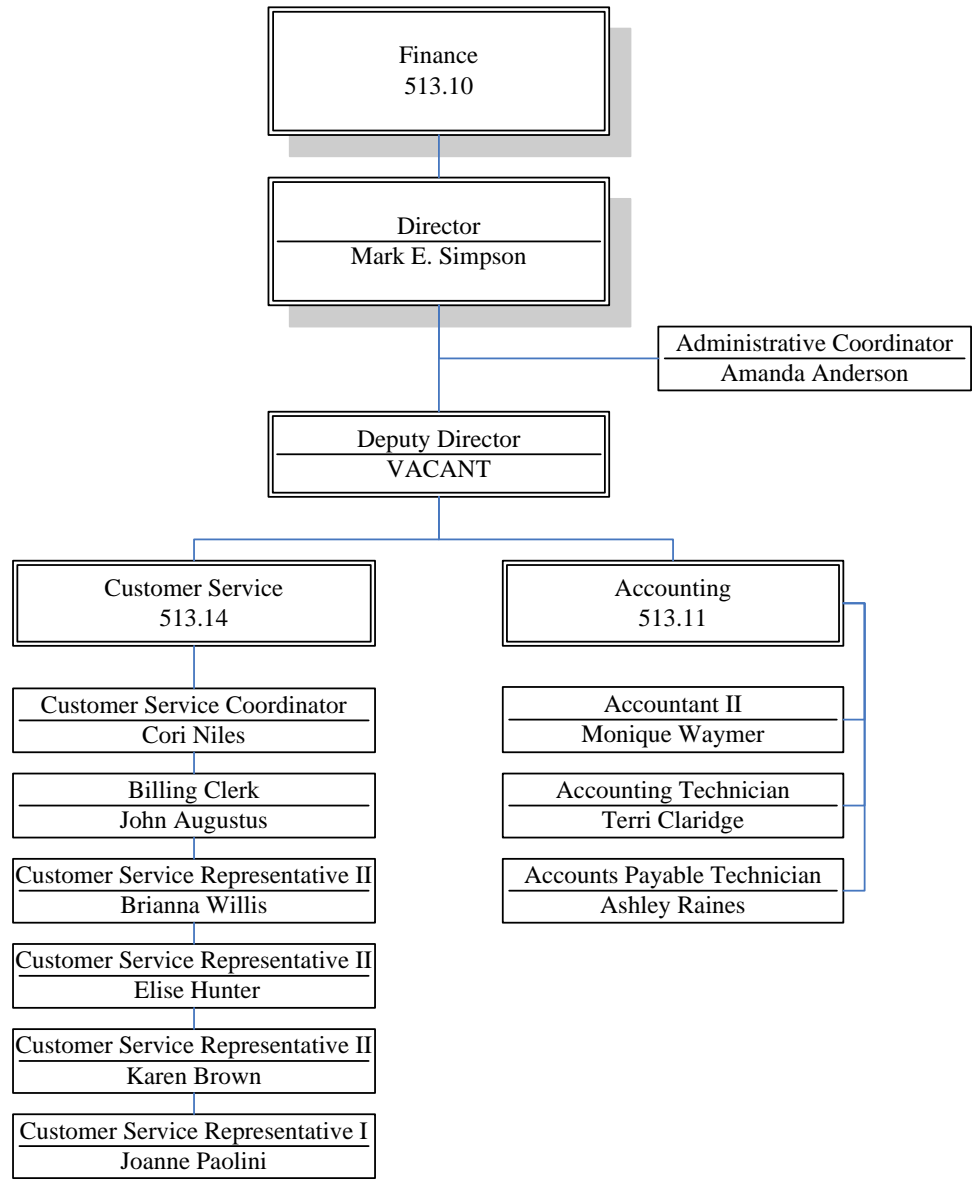 Finance
513.10
Director
Mark E. Simpson
Administrative Coordinator
Amanda Anderson
Deputy Director
VACANT
Customer Service
513.14
Customer Service Coordinator
Cori Niles
Billing Clerk
John Augustus
Customer Service Representative II
Brianna Willis
Customer Service Representative II
Elise Hunter
Customer Service Representative II
Karen Brown
Customer Service Representative I
Joanne Paolini
Accounting
513.11
Accountant II
Monique Waymer
Accounting Technician
Terri Claridge
Accounts Payable Technician
Ashley Raines